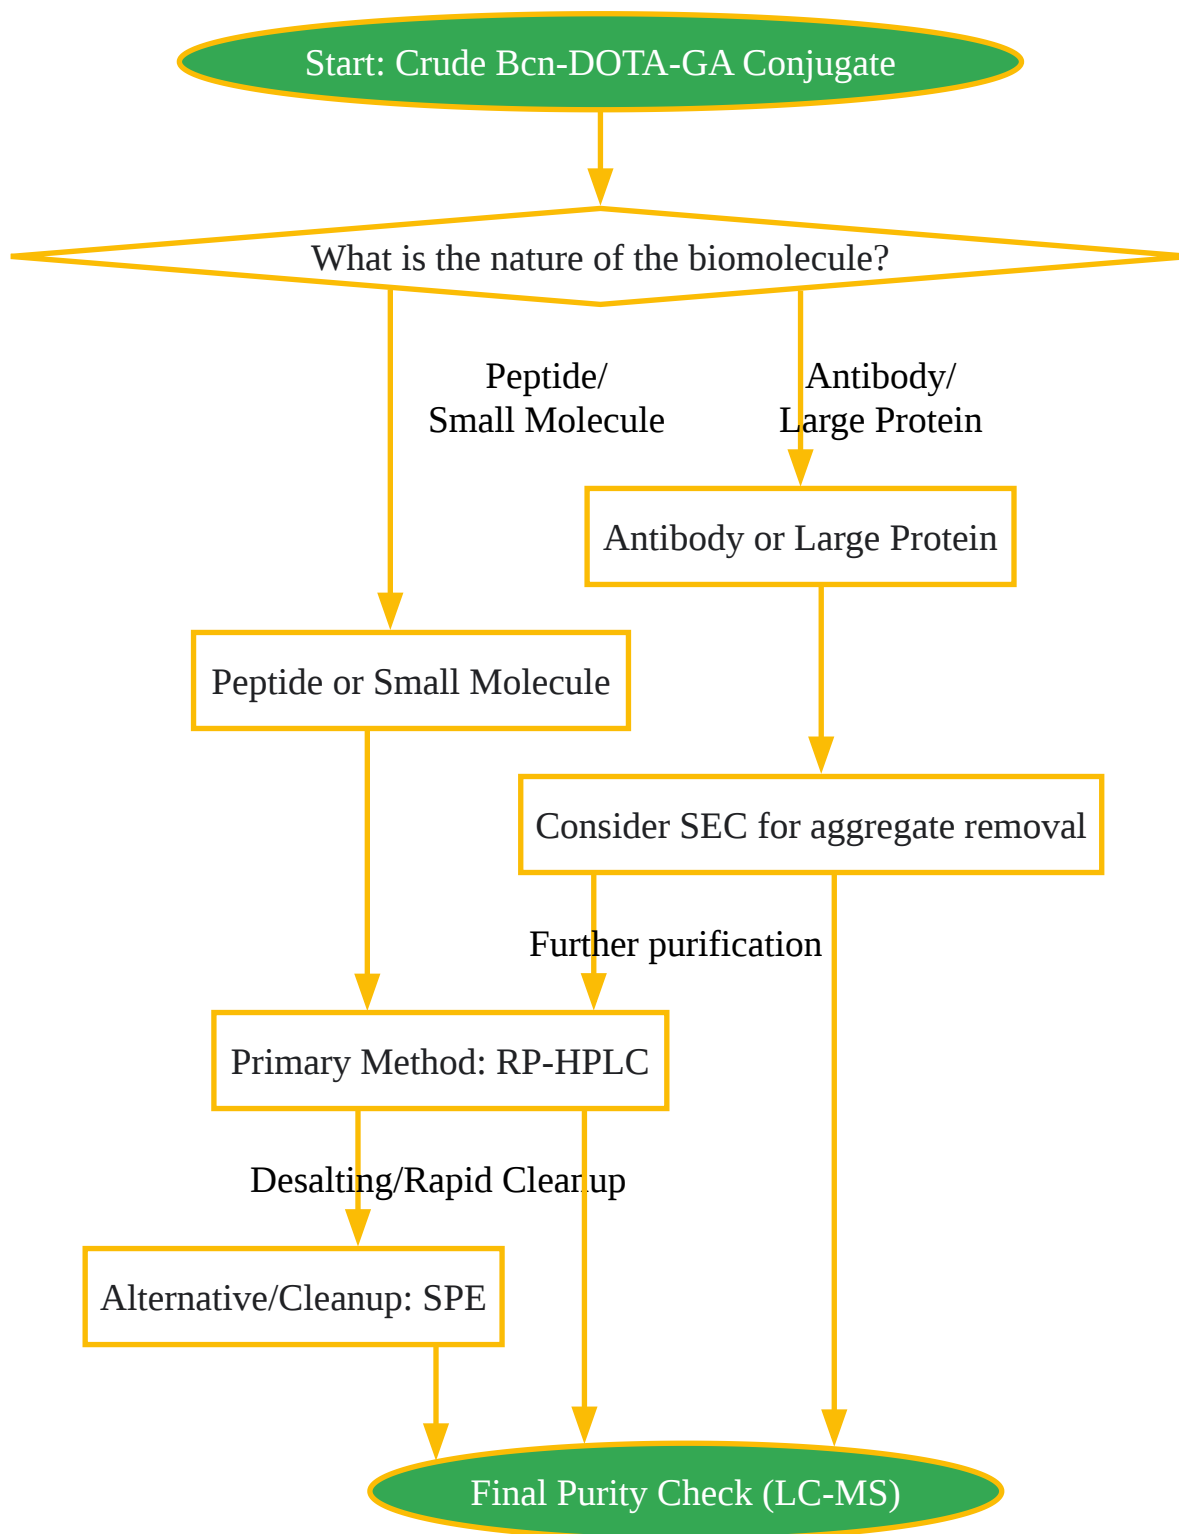 Start: Crude Bcn-DOTA-GA Conjugate
What is the nature of the biomolecule?
Peptide/
Small Molecule
Antibody/
Large Protein
Antibody or Large Protein
Peptide or Small Molecule
Consider SEC for aggregate removal
Further purification
Primary Method: RP-HPLC
Desalting/Rapid Cleanup
Alternative/Cleanup: SPE
Final Purity Check (LC-MS)